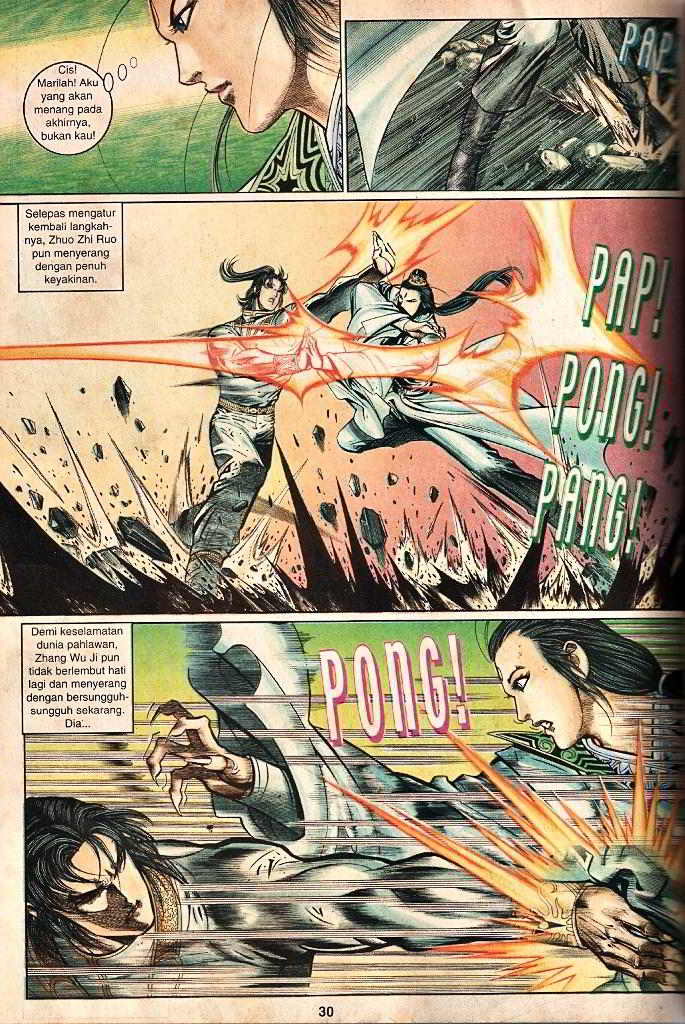 Cis!
Marilah! Aku
yang akan
menang pada
akhirnya,
bukan kau!
PAP
Selepas mengatur
kembali langkah-
nya, Zhuo Zhi Ruo
pun menyerang
dengan penuh
keyakinan.
PAP!
PONG!
PANG!
Demi keselamatan
dunia pahlawan,
Zhang Wu Ji pun
tidak berlembut hati
lagi dan menyerang
dengan bersungguh-
sungguh sekarang.
Dia...
PONG!
30